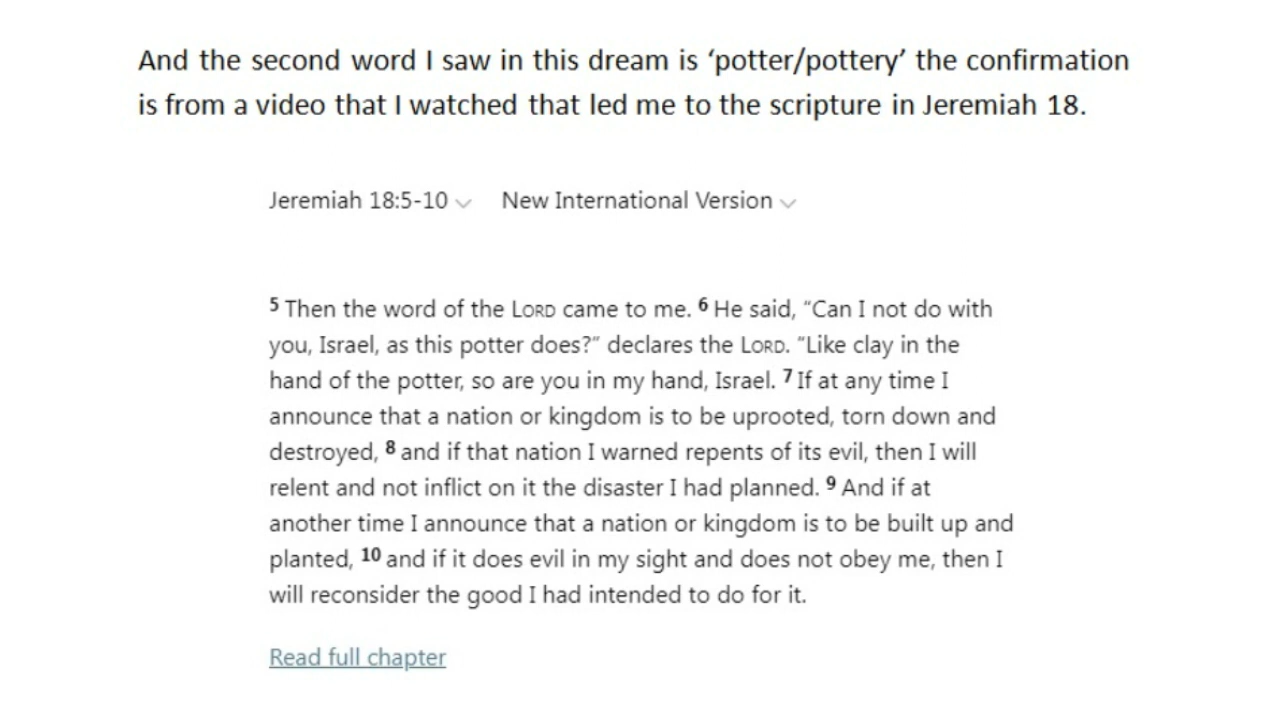 And the second word I saw in this dream is ‘potter/pottery’ the confirmation
is from a video that I watched that led me to the scripture in Jeremiah 18.
Jeremiah 18:5-10 New International Version
5 Then the word of the LORD came to me. 6 He said, “Can I not do with
you, Israel, as this potter does?” declares the LORD. “Like clay in the
hand of the potter, so are you in my hand, Israel. 7 If at any time I
announce that a nation or kingdom is to be uprooted, torn down and
destroyed, 8 and if that nation I warned repents of its evil, then I will
relent and not inflict on it the disaster I had planned. 9 And if at
another time I announce that a nation or kingdom is to be built up and
planted, 10 and if it does evil in my sight and does not obey me, then I
will reconsider the good I had intended to do for it.
Read full chapter